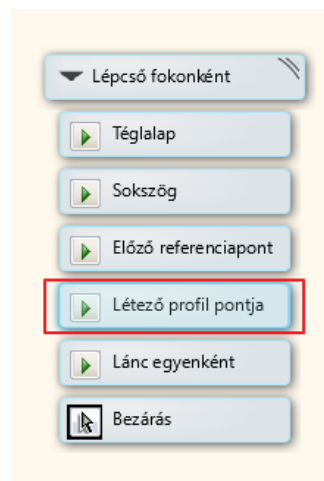 Lépcső fokonként
Téglalap
Sokszög
Előző referenciapont
Létező profil pontja
Lánc egyenként
Bezárás